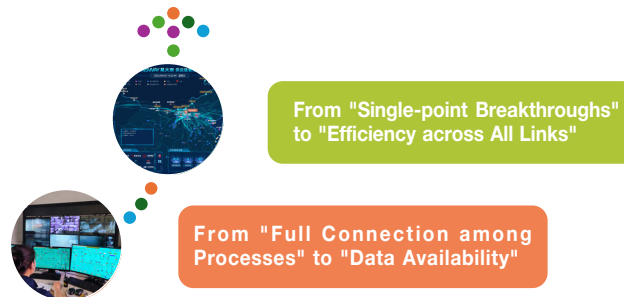 From "Single-point Breakthroughs"
to "Efficiency across All Links"
From "Full Connection among
Processes" to "Data Availability"